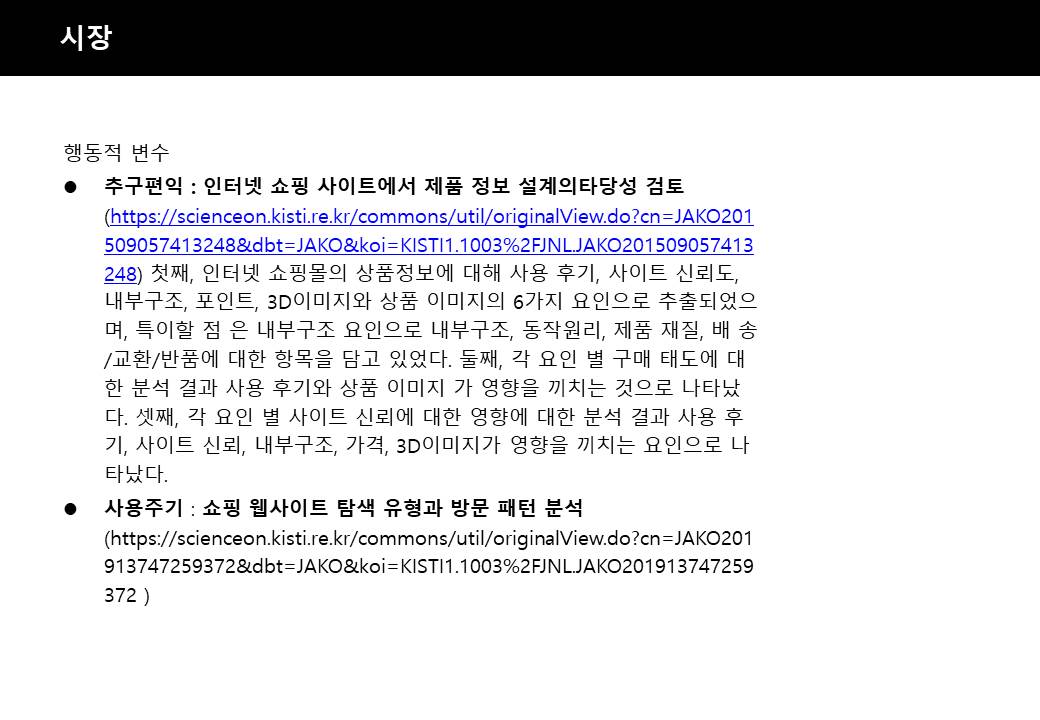 시장
행동적 변수
● 추구편익 : 인터넷 쇼핑 사이트에서 제품 정보 설계의타당성 검토
(https://scienceon.kisti.re.kr/commons/util/originalView.do?cn=JAKO201
509057413248&dbt=JAKO&koi=KISTI1.1003%2FJNL.JAKO201509057413
248) 첫째, 인터넷 쇼핑몰의 상품정보에 대해 사용 후기, 사이트 신뢰도,
내부구조, 포인트, 3D이미지와 상품 이미지의 6가지 요인으로 추출되었으
며, 특이할 점 은 내부구조 요인으로 내부구조, 동작원리, 제품 재질, 배 송
/교환/반품에 대한 항목을 담고 있었다. 둘째, 각 요인 별 구매 태도에 대
한 분석 결과 사용 후기와 상품 이미지 가 영향을 끼치는 것으로 나타났
다. 셋째, 각 요인 별 사이트 신뢰에 대한 영향에 대한 분석 결과 사용 후
기, 사이트 신뢰, 내부구조, 가격, 3D이미지가 영향을 끼치는 요인으로 나
타났다.
● 사용주기 : 쇼핑 웹사이트 탐색 유형과 방문 패턴 분석
(https://scienceon.kisti.re.kr/commons/util/originalView.do?cn=JAKO201
913747259372&dbt=JAKO&koi=KISTI1.1003%2FJNL.JAKO201913747259
372 )